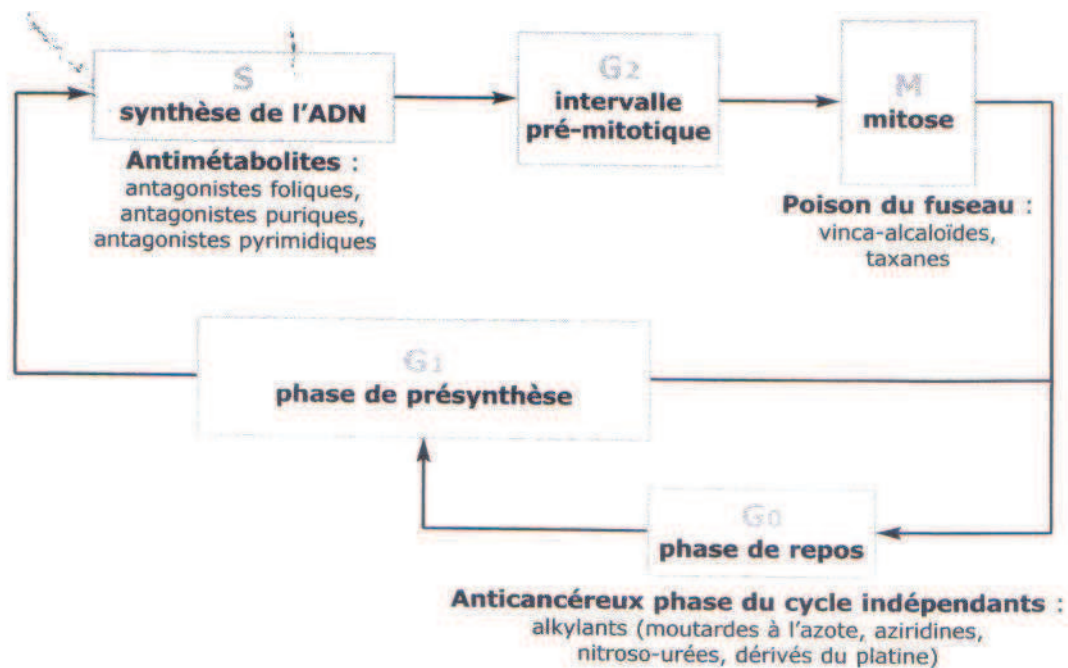 S
synthèse de l'ADN
Antimétabolites :
antagonistes foliques,
antagonistes puriques,
antagonistes pyrimidiques
G2
intervalle
pré-mitotique
M
mitose
Poison du fuseau :
vinca-alcaloïdes,
taxanes
G1
phase de présynthèse
G0
phase de repos
Anticancéreux phase du cycle indépendants :
alkylants (moutardes à l'azote, aziridines,
nitroso-urées, dérivés du platine)